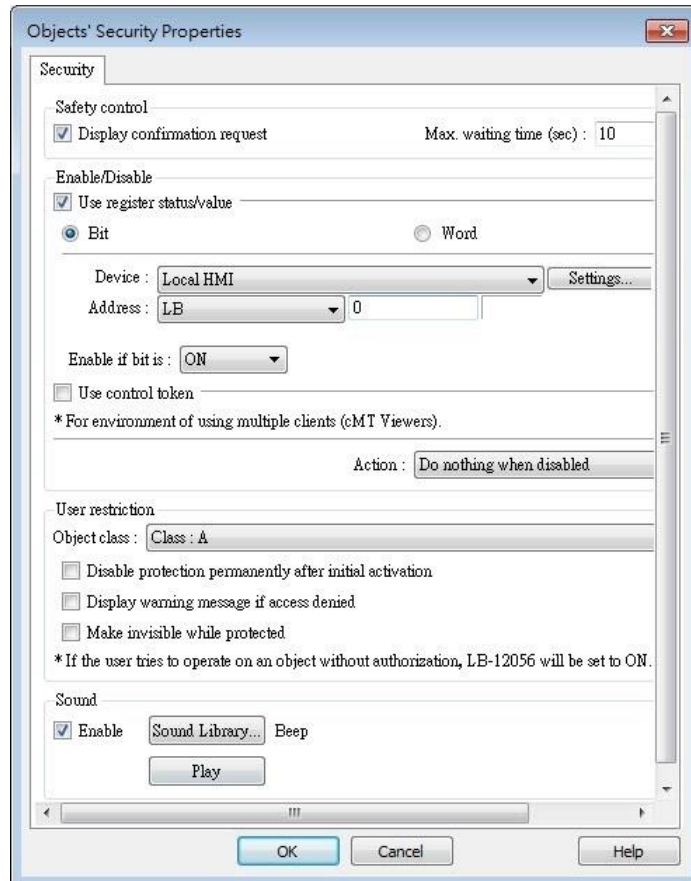 Objects' Security Properties
Security
Safety control
Display confirmation request Max. waiting time (sec) : 10
Enable/Disable
Use register status/value
Bit Word
Device : Local HMI Settings...
Address : LB 0
Enable if bit is : ON
Use control token
* For environment of using multiple clients (cMT Viewers).
Action : Do nothing when disabled
User restriction
Object class : Class : A
Disable protection permanently after initial activation
Display warning message if access denied
Make invisible while protected
* If the user tries to operate on an object without authorization, LB-12056 will be set to ON.
Sound
Enable Sound Library... Beep
Play
OK Cancel Help